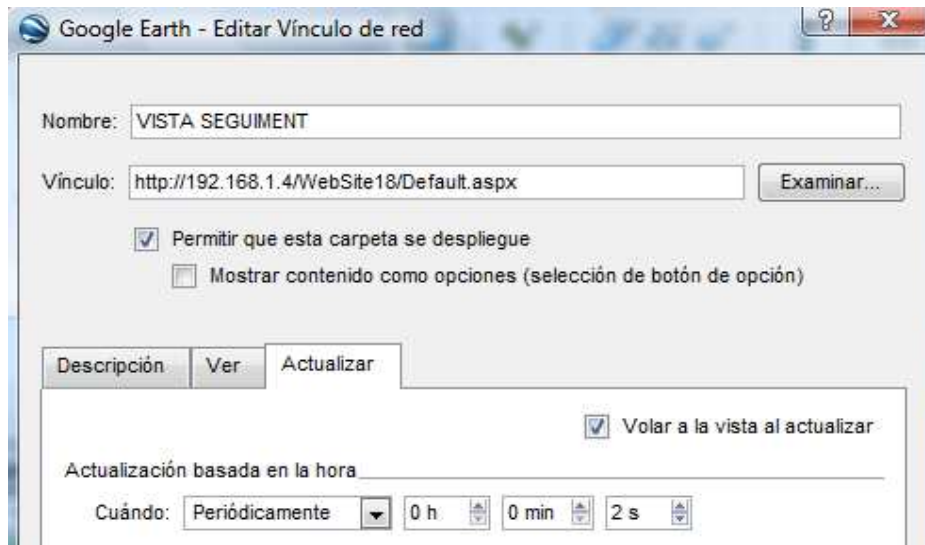 Google Earth - Editar Vínculo de red
Nombre: VISTA SEGUIMENT
Vínculo: http://192.168.1.4/WebSite18/Default.aspx Examinar...
Permitir que esta carpeta se despliegue
Mostrar contenido como opciones (selección de botón de opción)
Descripción Ver Actualizar
Volar a la vista al actualizar
Actualización basada en la hora
Cuándo: Periódicamente 0 h 0 min 2 s